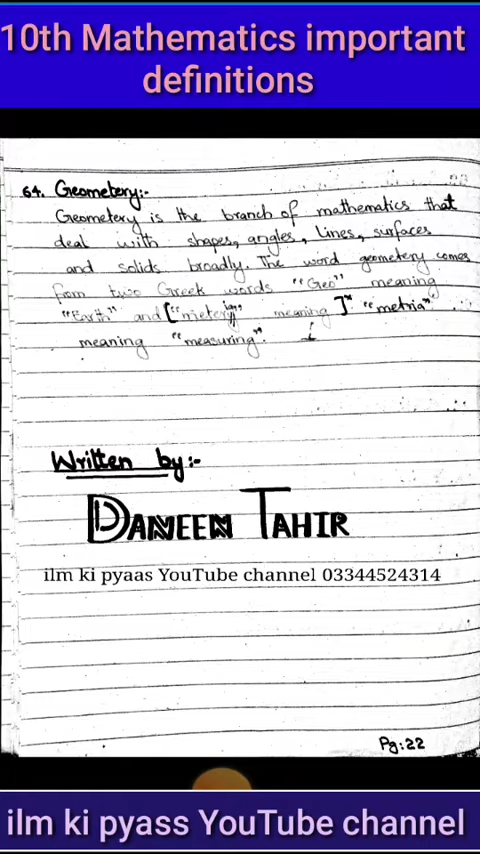 10th Mathematics important
definitions
64. Geometery:-
Geometery is the branch of mathematics that
deal with shapes, angles, Lines, surfaces
and solids broadly. The word geometery comes
from two Greek words "Geo" meaning
"Earth" and ["metery" meaning ]" "metria"
meaning "measuring".
Written by:-
DANEEN TAHIR
ilm ki pyaas YouTube channel 03344524314
Pg:22
ilm ki pyass YouTube channel